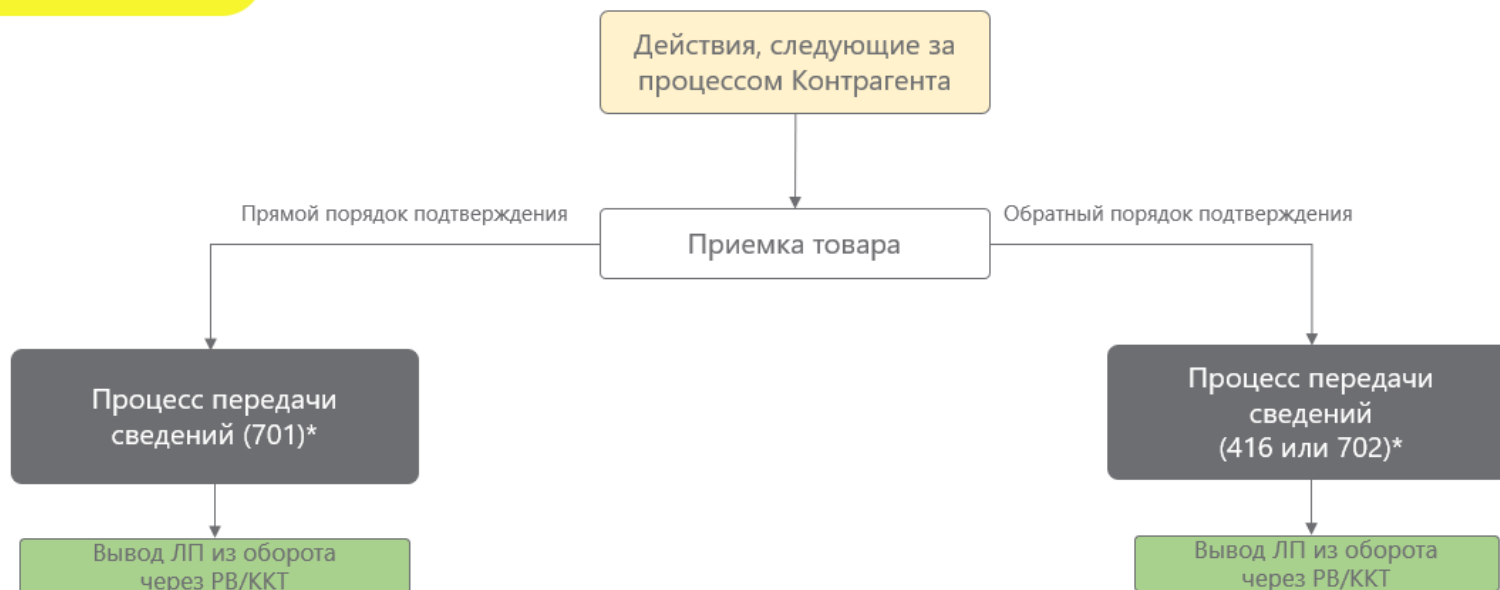 Действия, следующие за
процессом Контрагента
Прямой порядок подтверждения
Приемка товара
Обратный порядок подтверждения
Процесс передачи
сведений (701)*
Процесс передачи
сведений
(416 или 702)*
Вывод ЛП из оборота
через РВ/ККТ
Вывод ЛП из оборота
через РВ/ККТ